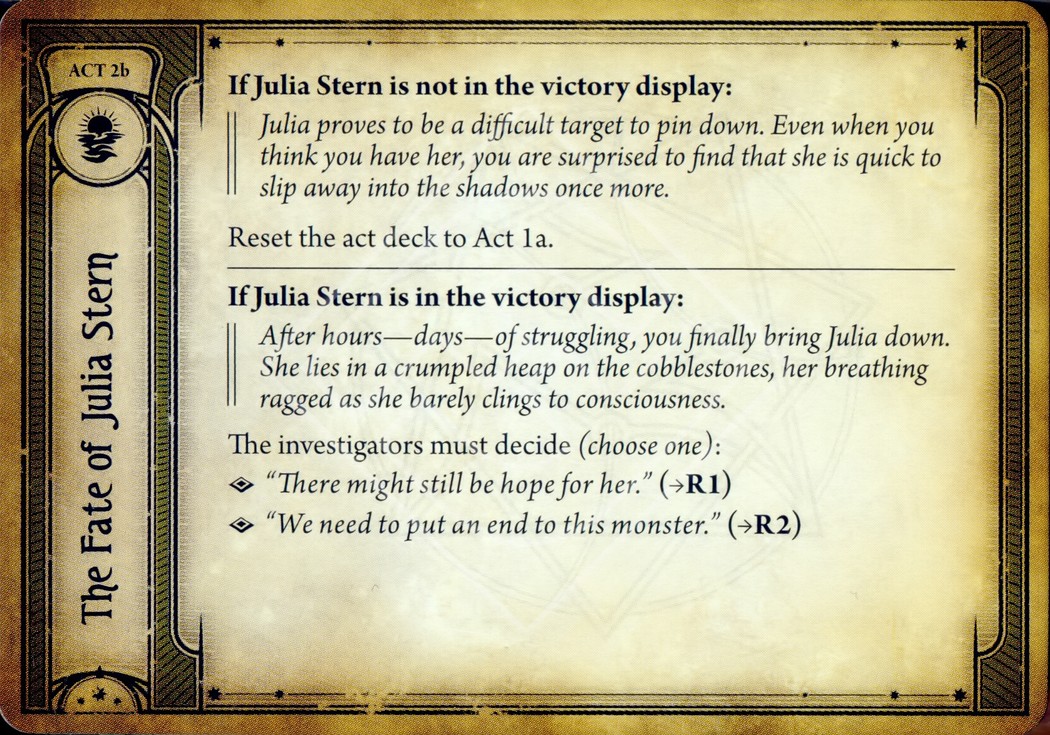 ACT 2b
The Fate of Julia Stern
If Julia Stern is not in the victory display:
Julia proves to be a difficult target to pin down. Even when you
think you have her, you are surprised to find that she is quick to
slip away into the shadows once more.
Reset the act deck to Act 1a.
If Julia Stern is in the victory display:
After hours—days—of struggling, you finally bring Julia down.
She lies in a crumpled heap on the cobblestones, her breathing
ragged as she barely clings to consciousness.
The investigators must decide (choose one):
“There might still be hope for her.” (→R1)
“We need to put an end to this monster.” (→R2)